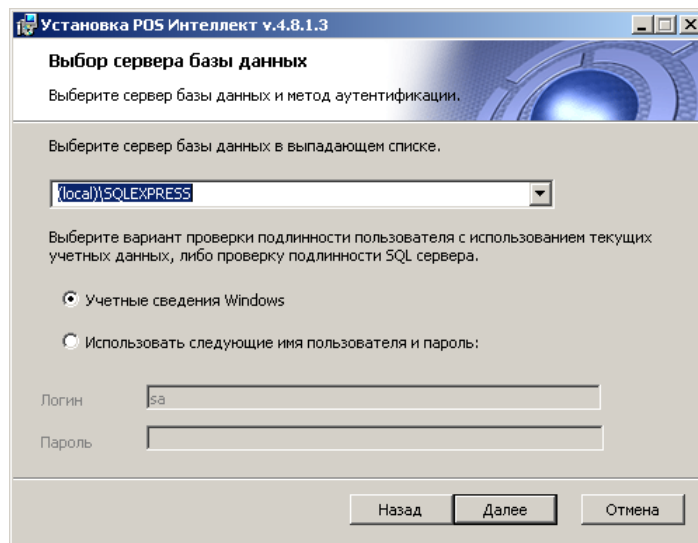 Установка POS Интеллект v.4.8.1.3
Выбор сервера базы данных
Выберите сервер базы данных и метод аутентификации.
Выберите сервер базы данных в выпадающем списке.
(local)\SQLEXPRESS
Выберите вариант проверки подлинности пользователя с использованием текущих
учетных данных, либо проверку подлинности SQL сервера.
Учетные сведения Windows
Использовать следующие имя пользователя и пароль:
Логин sa
Пароль
Назад Далее Отмена